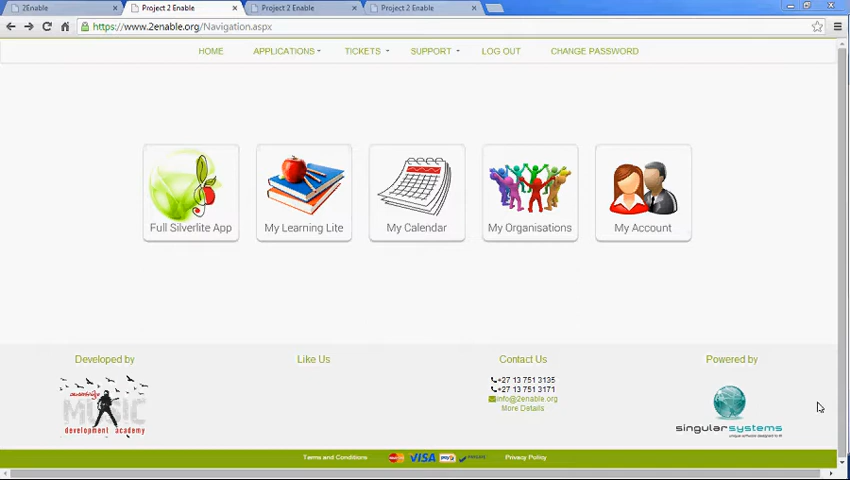 2Enable
Project 2 Enable
Project 2 Enable
Project 2 Enable
https://www.2enable.org/Navigation.aspx
HOME APPLICATIONS TICKETS SUPPORT LOG OUT CHANGE PASSWORD
Full Silverlite App
My Learning Lite
My Calendar
My Organisations
My Account
Developed by
Like Us
Contact Us
Powered by
+27 13 751 3135
+27 13 751 3171
info@2enable.org
More Details
MUSIC
development academy
singularsystems
Terms and Conditions
VISA
Privacy Policy